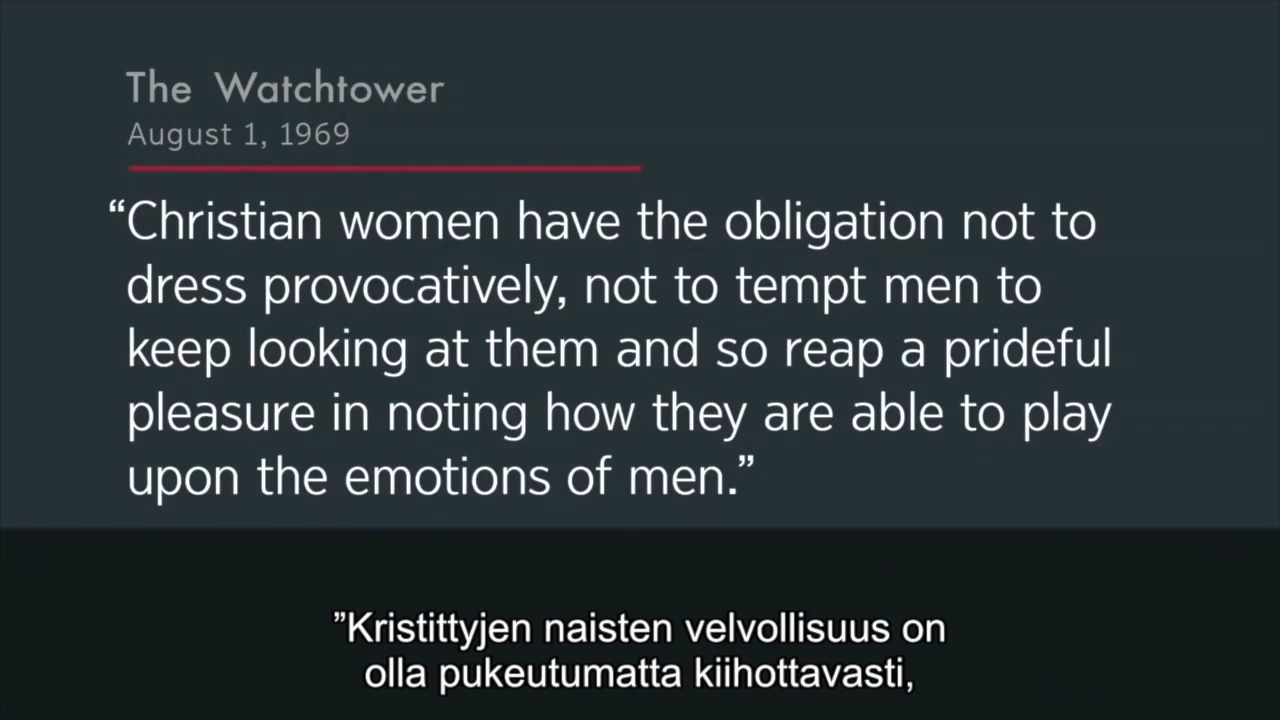 The Watchtower
August 1, 1969
“Christian women have the obligation not to
dress provocatively, not to tempt men to
keep looking at them and so reap a prideful
pleasure in noting how they are able to play
upon the emotions of men.”
”Kristittyjen naisten velvollisuus on
olla pukeutumatta kiihottavasti,